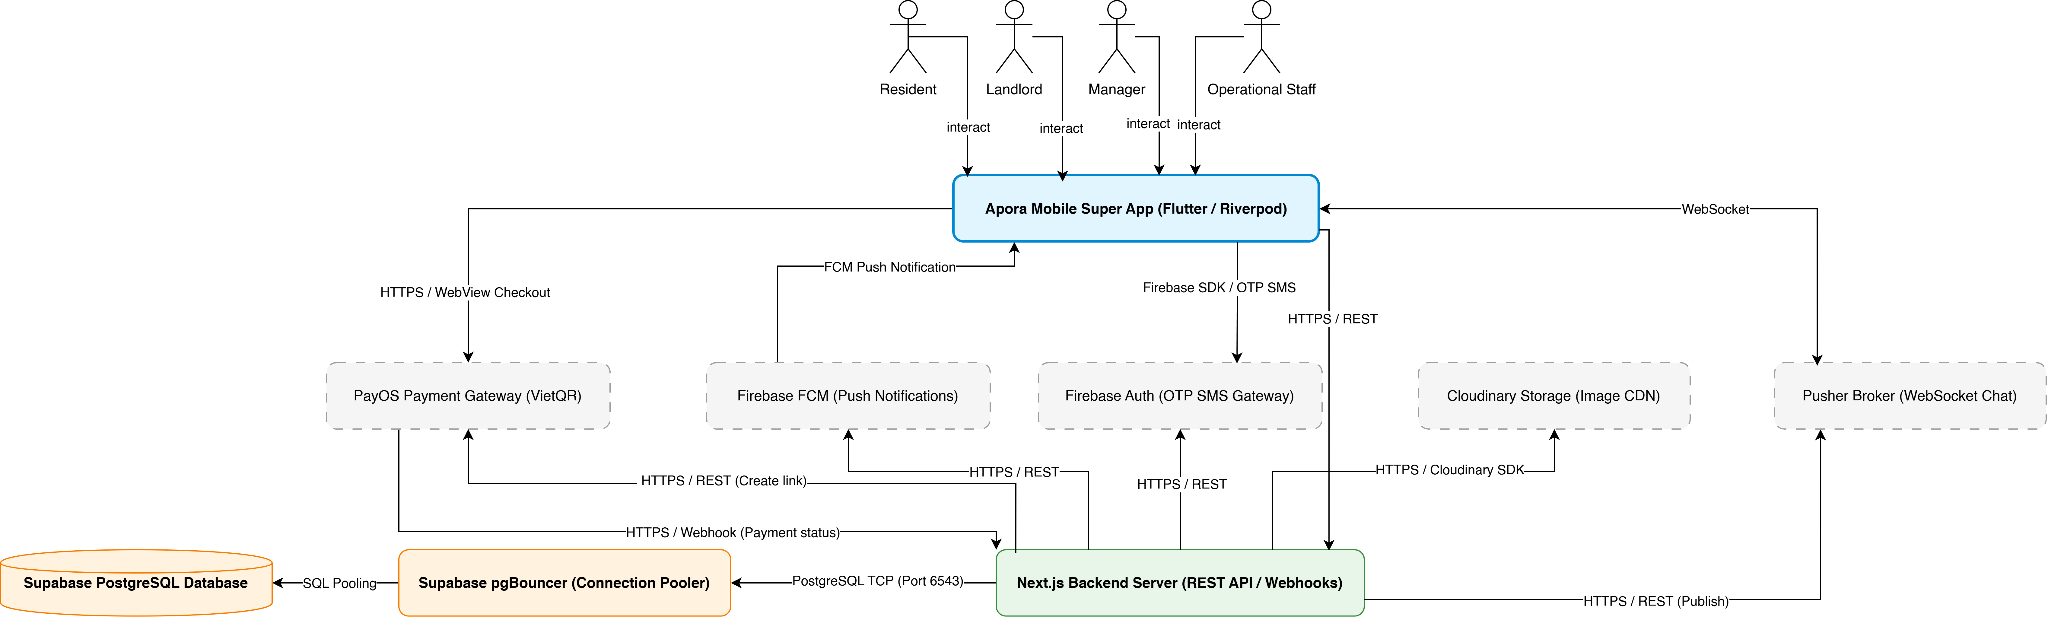 Resident
Landlord
Manager
Operational Staff
interact
interact
interact
interact
Apora Mobile Super App (Flutter / Riverpod)
WebSocket
FCM Push Notification
Firebase SDK / OTP SMS
HTTPS / WebView Checkout
HTTPS / REST
PayOS Payment Gateway (VietQR)
Firebase FCM (Push Notifications)
Firebase Auth (OTP SMS Gateway)
Cloudinary Storage (Image CDN)
Pusher Broker (WebSocket Chat)
HTTPS / REST
HTTPS / Cloudinary SDK
HTTPS / REST (Create link)
HTTPS / REST
HTTPS / Webhook (Payment status)
Supabase PostgreSQL Database
SQL Pooling
Supabase pgBouncer (Connection Pooler)
PostgreSQL TCP (Port 6543)
Next.js Backend Server (REST API / Webhooks)
HTTPS / REST (Publish)